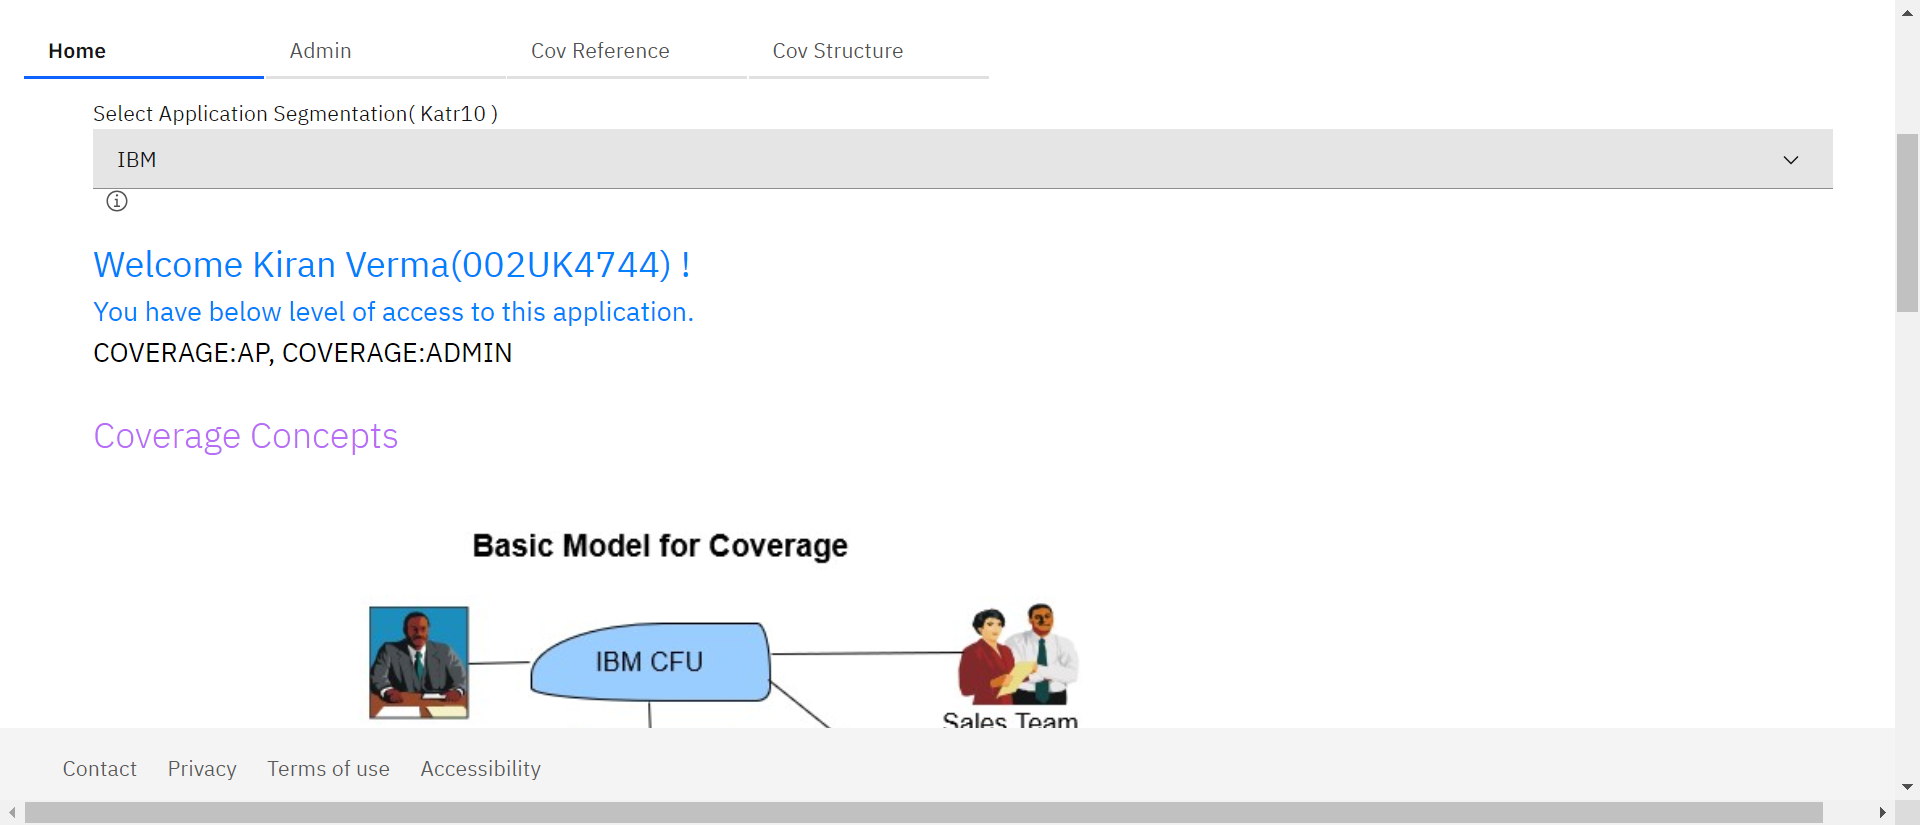 Home Admin Cov Reference Cov Structure
Select Application Segmentation( Katr10 )
IBM
Welcome Kiran Verma(002UK4744) !
You have below level of access to this application.
COVERAGE:AP, COVERAGE:ADMIN
Coverage Concepts
Basic Model for Coverage
IBM CFU
Sales Team
Contact Privacy Terms of use Accessibility